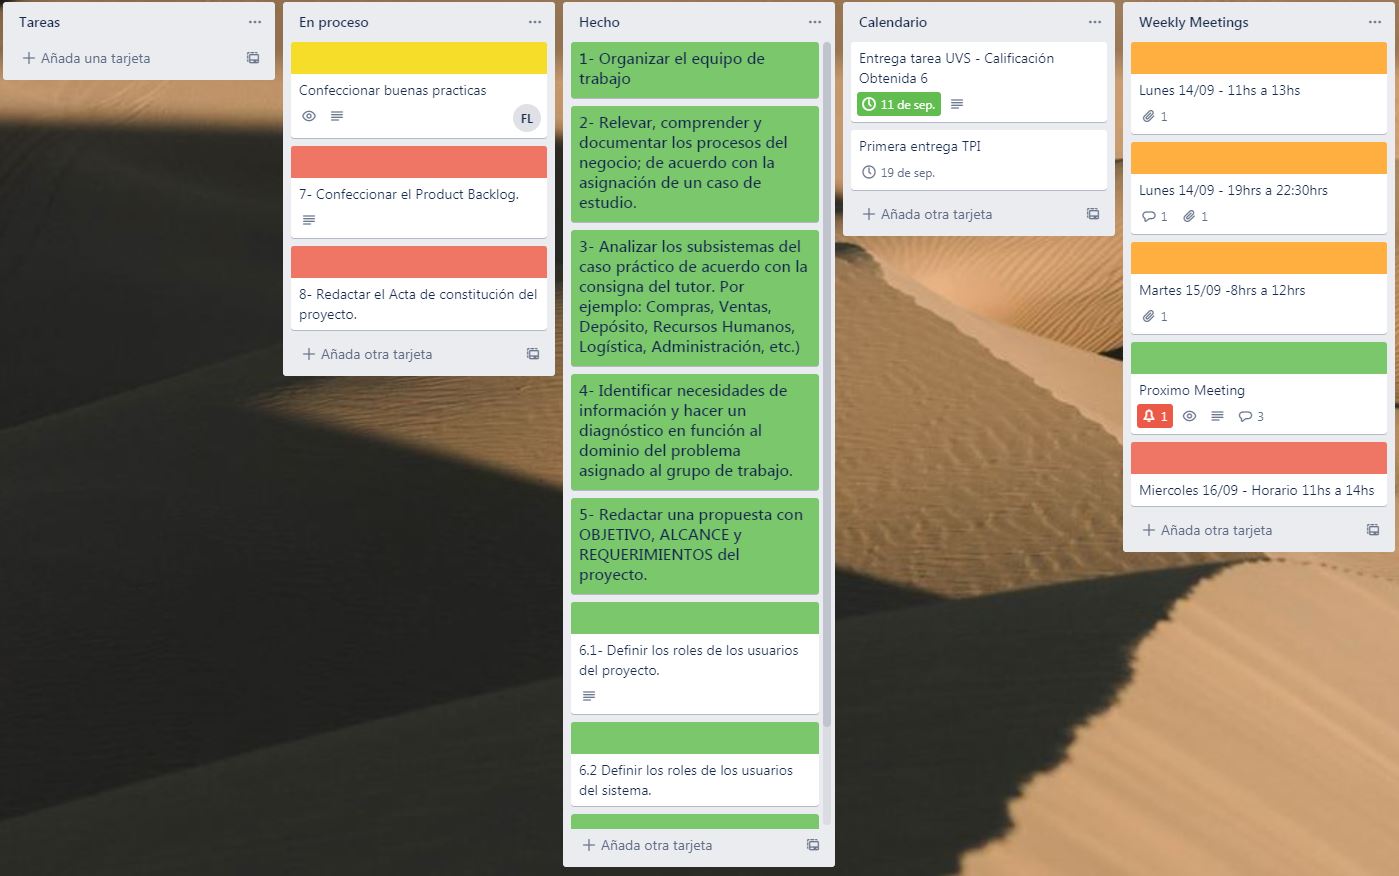 Tareas
Añada una tarjeta
En proceso
Confeccionar buenas practicas
FL
7- Confeccionar el Product Backlog.
8- Redactar el Acta de constitución del
proyecto.
Añada otra tarjeta
Hecho
1- Organizar el equipo de
trabajo
2- Relevar, comprender y
documentar los procesos del
negocio; de acuerdo con la
asignación de un caso de
estudio.
3- Analizar los subsistemas del
caso práctico de acuerdo con la
consigna del tutor. Por
ejemplo: Compras, Ventas,
Depósito, Recursos Humanos,
Logística, Administración, etc.)
4- Identificar necesidades de
información y hacer un
diagnóstico en función al
dominio del problema
asignado al grupo de trabajo.
5- Redactar una propuesta con
OBJETIVO, ALCANCE y
REQUERIMIENTOS del
proyecto.
6.1- Definir los roles de los usuarios
del proyecto.
6.2 Definir los roles de los usuarios
del sistema.
Añada otra tarjeta
Calendario
Entrega tarea UVS - Calificación
Obtenida 6
11 de sep.
Primera entrega TPI
19 de sep.
Añada otra tarjeta
Weekly Meetings
Lunes 14/09 - 11hs a 13hs
1
Lunes 14/09 - 19hrs a 22:30hrs
1 1
Martes 15/09 -8hrs a 12hrs
1
Proximo Meeting
1 3
Miercoles 16/09 - Horario 11hs a 14hs
Añada otra tarjeta